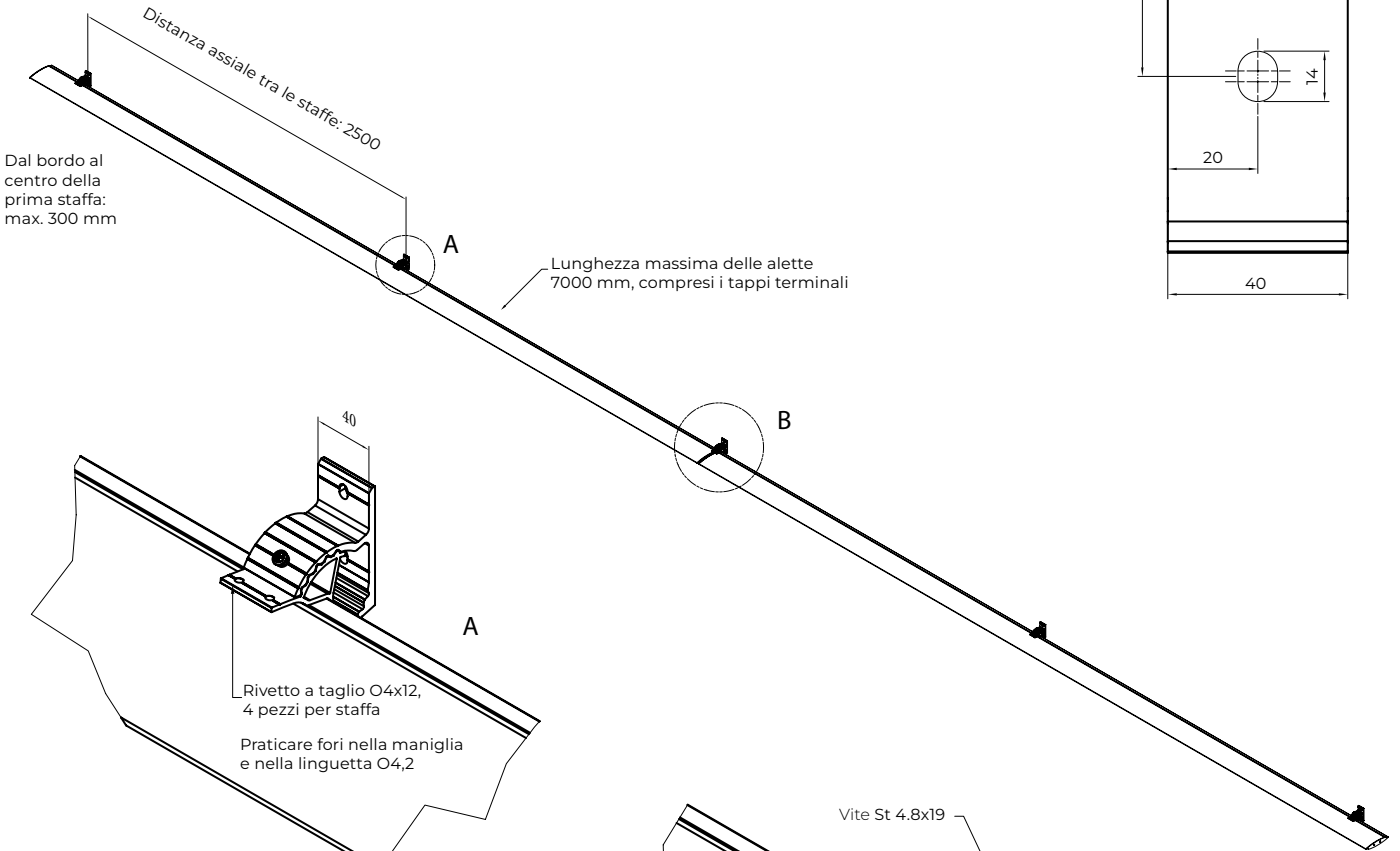 Distanza assiale tra le staffe: 2500
14
20
40
Dal bordo al
centro della
prima staffa:
max. 300 mm
A
Lunghezza massima delle alette
7000 mm, compresi i tappi terminali
B
40
A
Rivetto a taglio O4x12,
4 pezzi per staffa
Praticare fori nella maniglia
e nella linguetta O4,2
Vite St 4.8x19